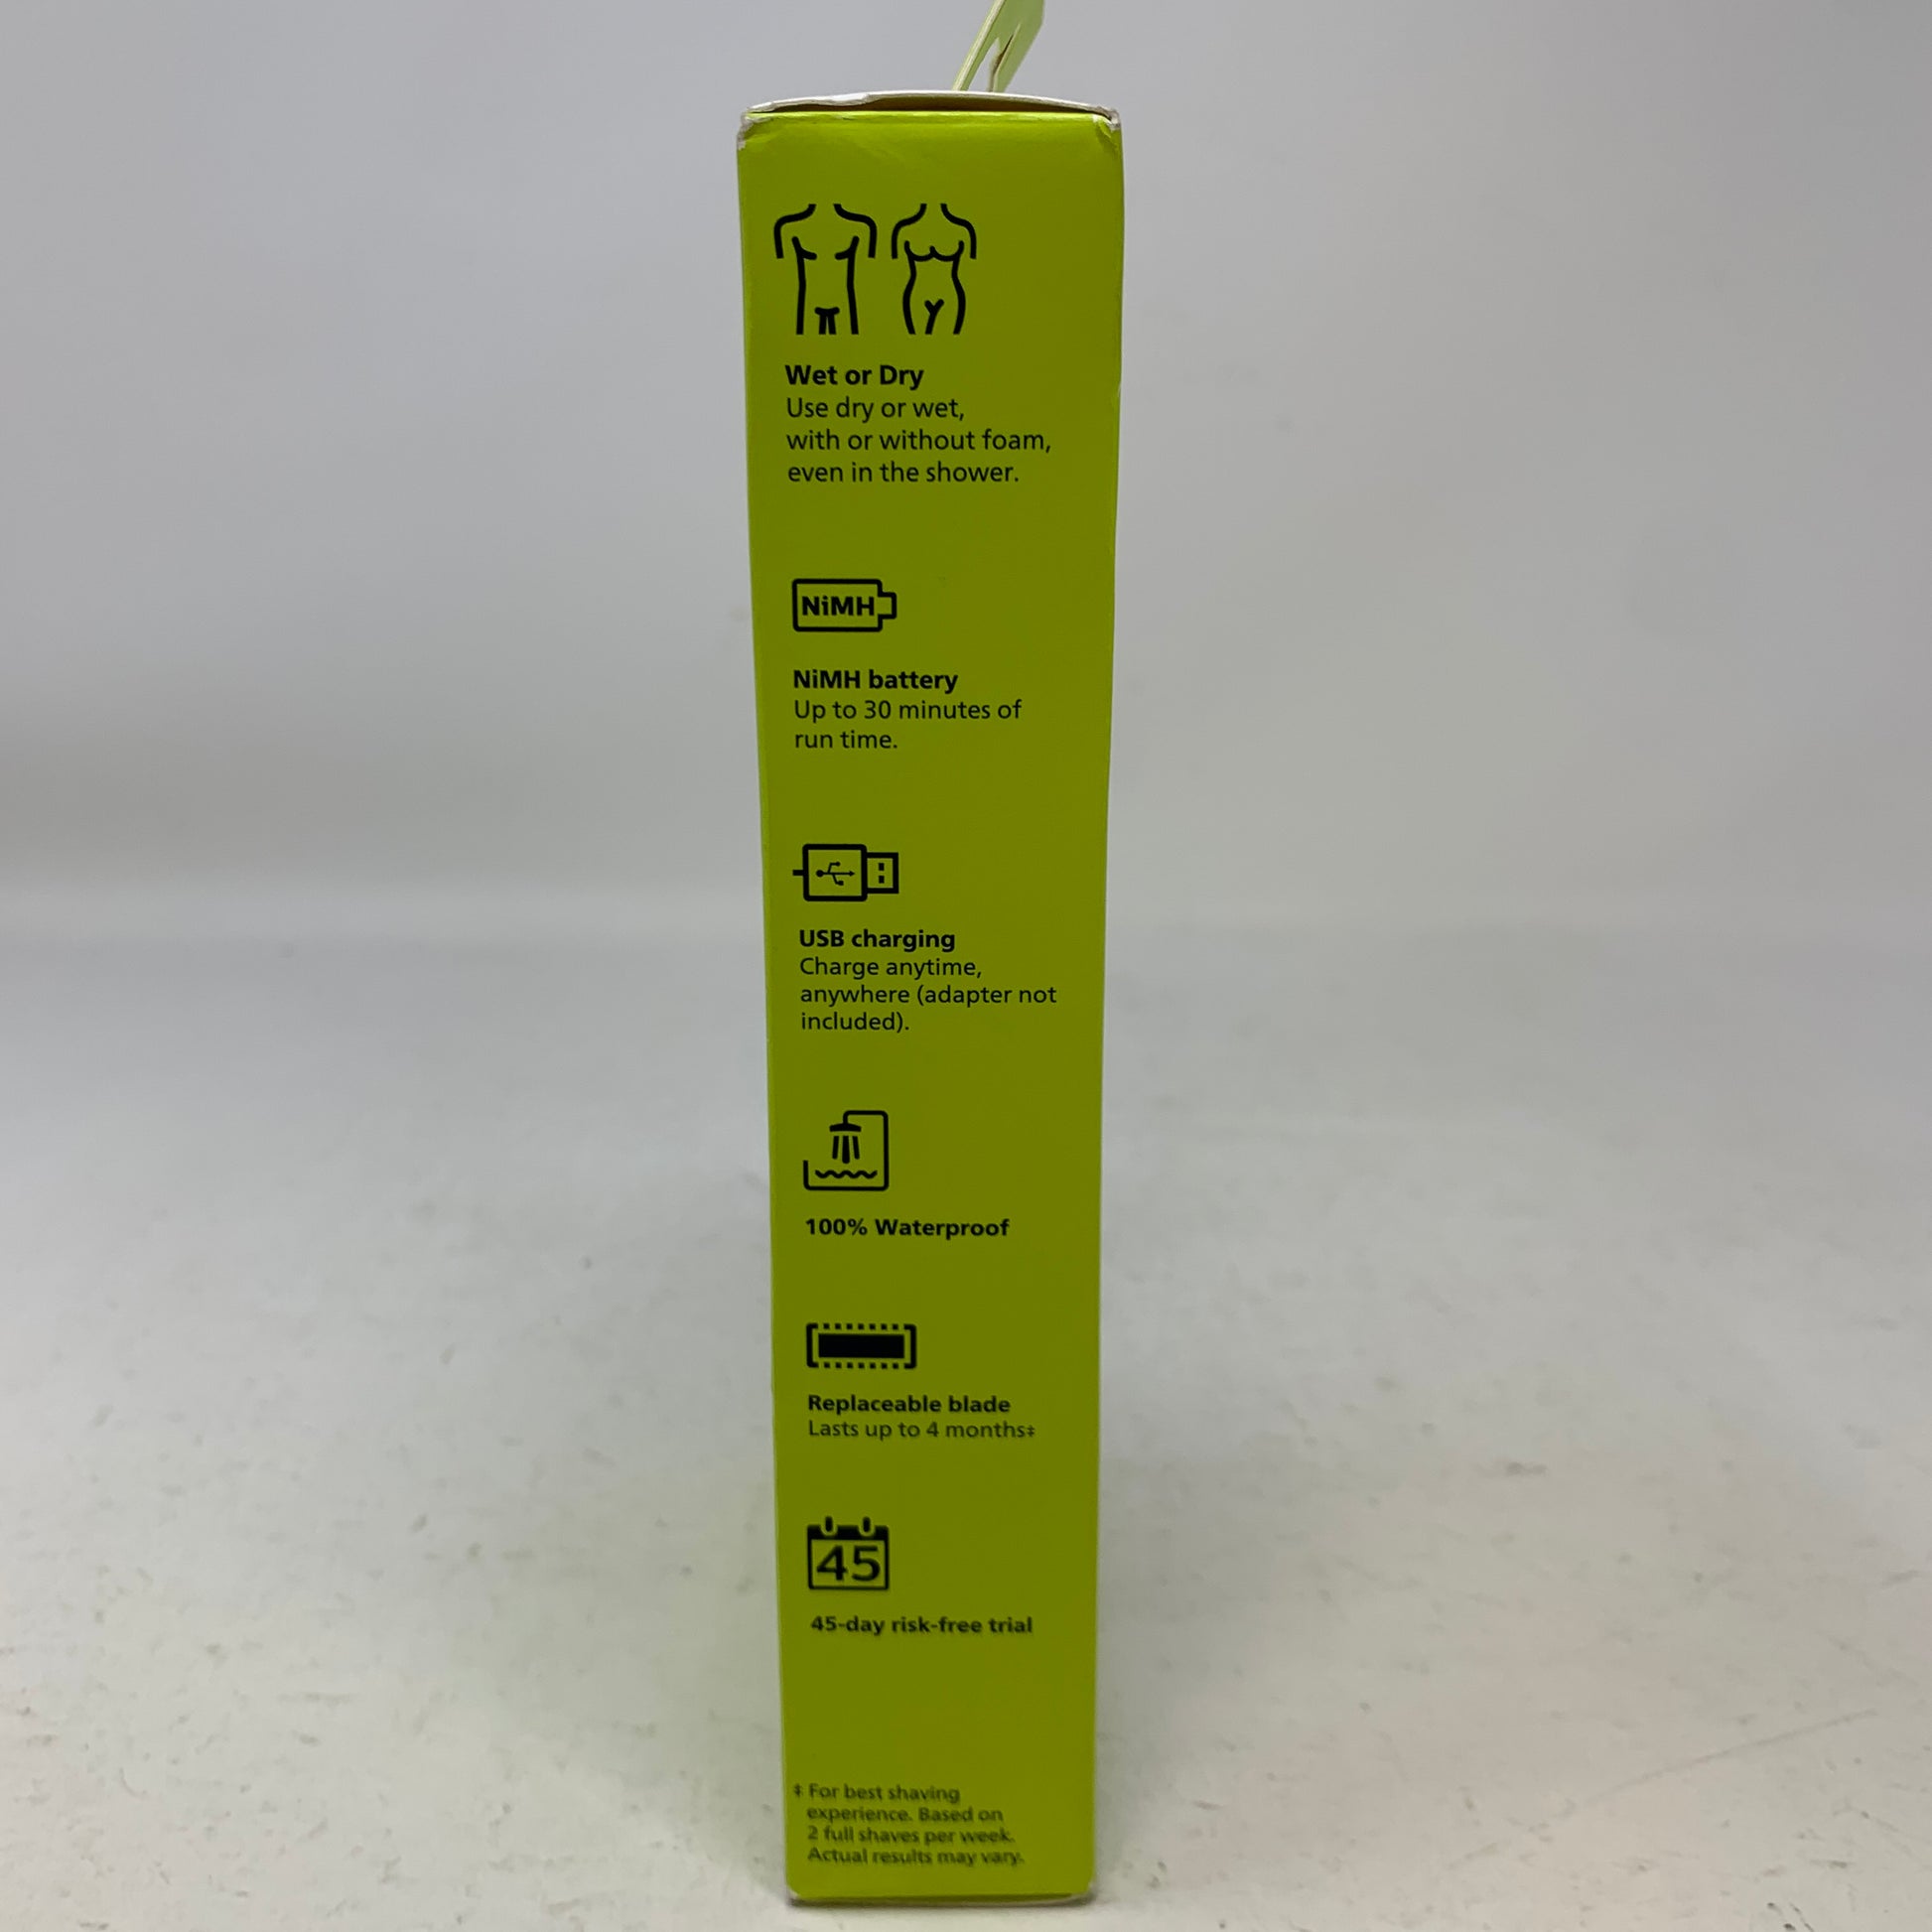 Wet or Dry
Use dry or wet,
with or without foam,
even in the shower.
NiMH
NiMH battery
Up to 30 minutes of
run time.
USB charging
Charge anytime,
anywhere (adapter not
included).
100% Waterproof
Replaceable blade
Lasts up to 4 months‡
45
45-day risk-free trial
‡ For best shaving
experience. Based on
2 full shaves per week.
Actual results may vary.